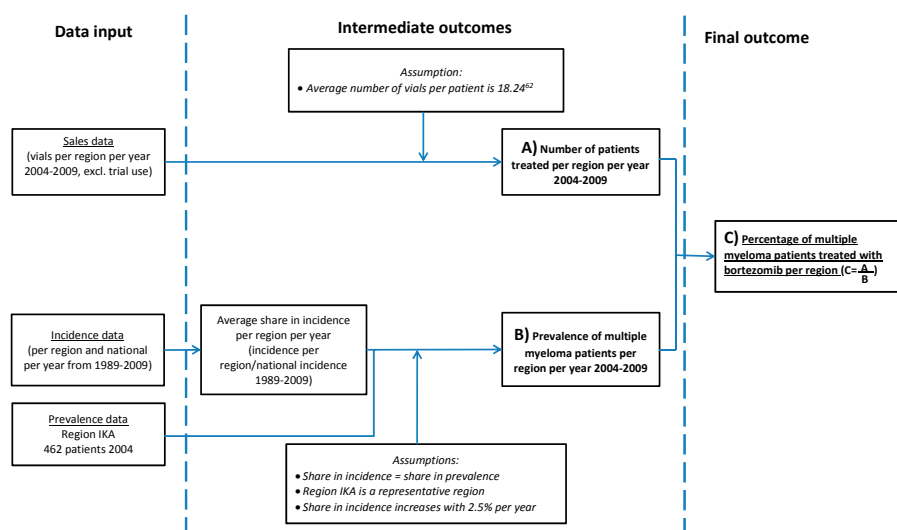 Data input
Intermediate outcomes
Final outcome
Assumption:
• Average number of vials per patient is 18.24⁶²
Sales data
(vials per region per year
2004-2009, excl. trial use)
A) Number of patients
treated per region per year
2004-2009
C) Percentage of multiple
myeloma patients treated with
bortezomib per region (C=A/B)
Incidence data
(per region and national
per year from 1989-2009)
Average share in incidence
per region per year
(incidence per
region/national incidence
1989-2009)
B) Prevalence of multiple
myeloma patients per
region per year 2004-2009
Prevalence data
Region IKA
462 patients 2004
Assumptions:
• Share in incidence = share in prevalence
• Region IKA is a representative region
• Share in incidence increases with 2.5% per year